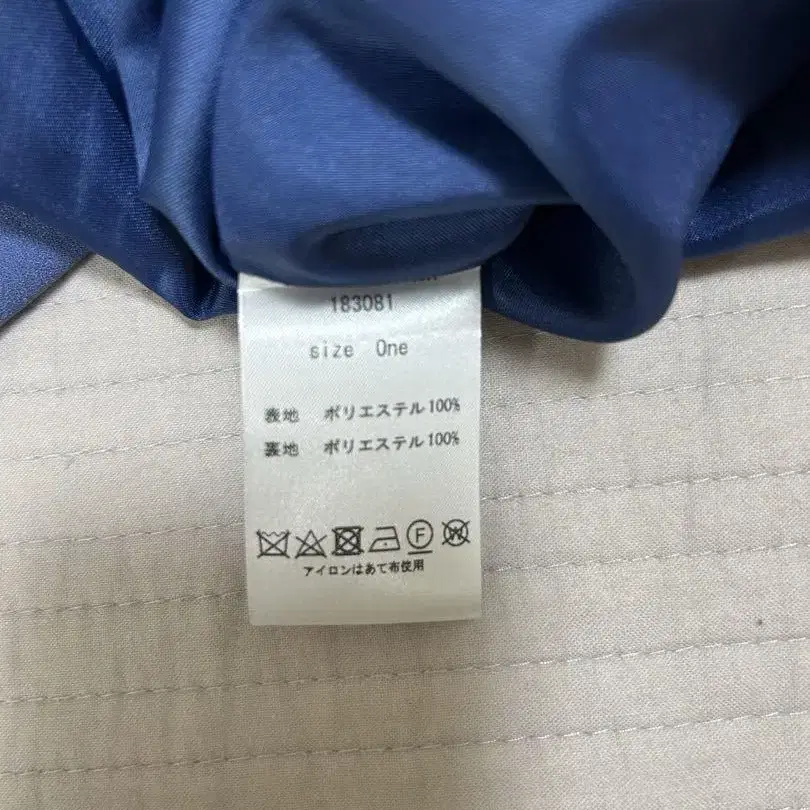 183081
size One
表地 ポリエステル100%
裏地 ポリエステル100%
F W
アイロンはあて布使用